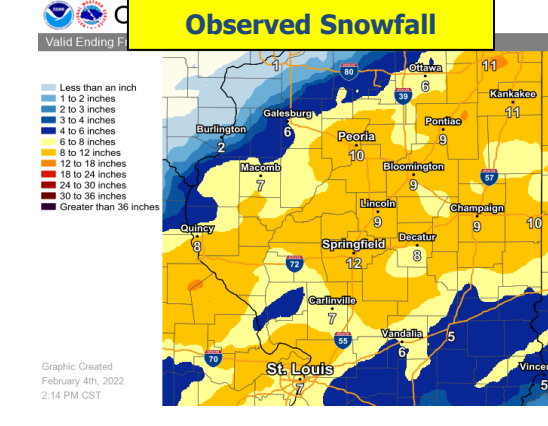 Observed Snowfall
Valid Ending Fr
Less than an inch
1 to 2 inches
2 to 3 inches
3 to 4 inches
4 to 6 inches
6 to 8 inches
8 to 12 inches
12 to 18 inches
18 to 24 inches
24 to 30 inches
30 to 36 inches
Greater than 36 inches
1
80
Ottawa
6
11
39
Kankakee
11
Galesburg
6
Burlington
2
Pontiac
9
Peoria
10
Macomb
7
Bloomington
9
57
Lincoln
9
Champaign
9
10
Quincy
8
Springfield
12
Decatur
8
72
Carlinville
7
55
Vandalia
6
5
70
St. Louis
7
Vincen
5
Graphic Created
February 4th, 2022
2:14 PM CST